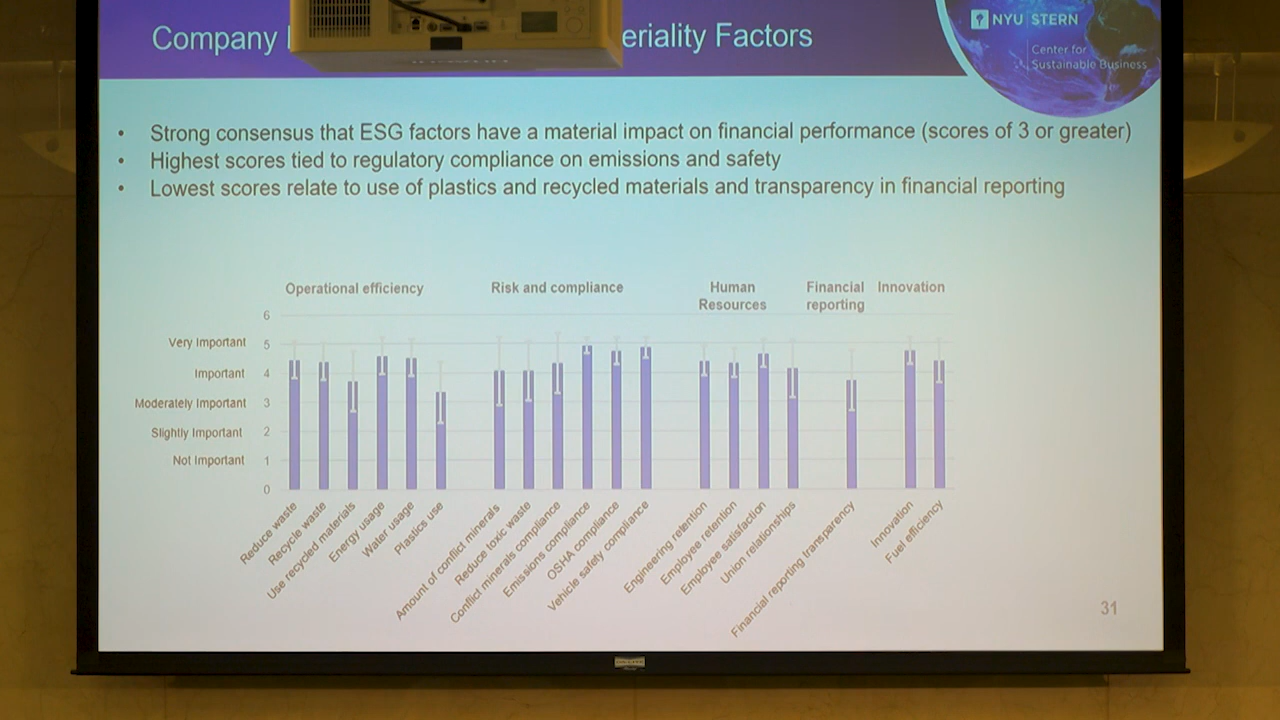 Company
eriality Factors
NYU STERN
Center for
Sustainable Business
• Strong consensus that ESG factors have a material impact on financial performance (scores of 3 or greater)
• Highest scores tied to regulatory compliance on emissions and safety
• Lowest scores relate to use of plastics and recycled materials and transparency in financial reporting
Operational efficiency
Risk and compliance
Human
Resources
Financial
reporting
Innovation
6
Very Important 5
Important 4
Moderately Important 3
Slightly Important 2
Not Important 1
0
Reduce waste
Recycle waste
Use recycled materials
Energy usage
Water usage
Plastics use
Amount of conflict minerals
Reduce toxic waste
Conflict minerals compliance
Emissions compliance
OSHA compliance
Vehicle safety compliance
Engineering retention
Employee retention
Employee satisfaction
Union relationships
Financial reporting transparency
Innovation
Fuel efficiency
31